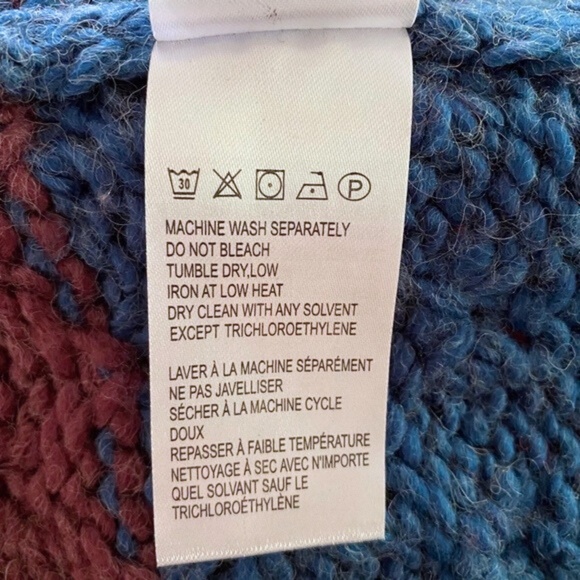 30 P
MACHINE WASH SEPARATELY
DO NOT BLEACH
TUMBLE DRY,LOW
IRON AT LOW HEAT
DRY CLEAN WITH ANY SOLVENT
EXCEPT TRICHLOROETHYLENE
LAVER À LA MACHINE SÉPARÉMENT
NE PAS JAVELLISER
SÉCHER À LA MACHINE CYCLE
DOUX
REPASSER À FAIBLE TEMPÉRATURE
NETTOYAGE À SEC AVEC N'IMPORTE
QUEL SOLVANT SAUF LE
TRICHLOROÉTHYLÈNE